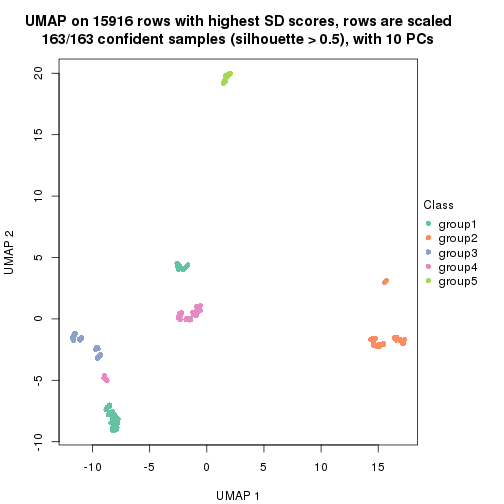 UMAP on 15916 rows with highest SD scores, rows are scaled
163/163 confident samples (silhouette > 0.5), with 10 PCs
20
15
10
5
0
-5
-10
UMAP 2
-10
-5
0
5
10
15
UMAP 1
Class
group1
group2
group3
group4
group5